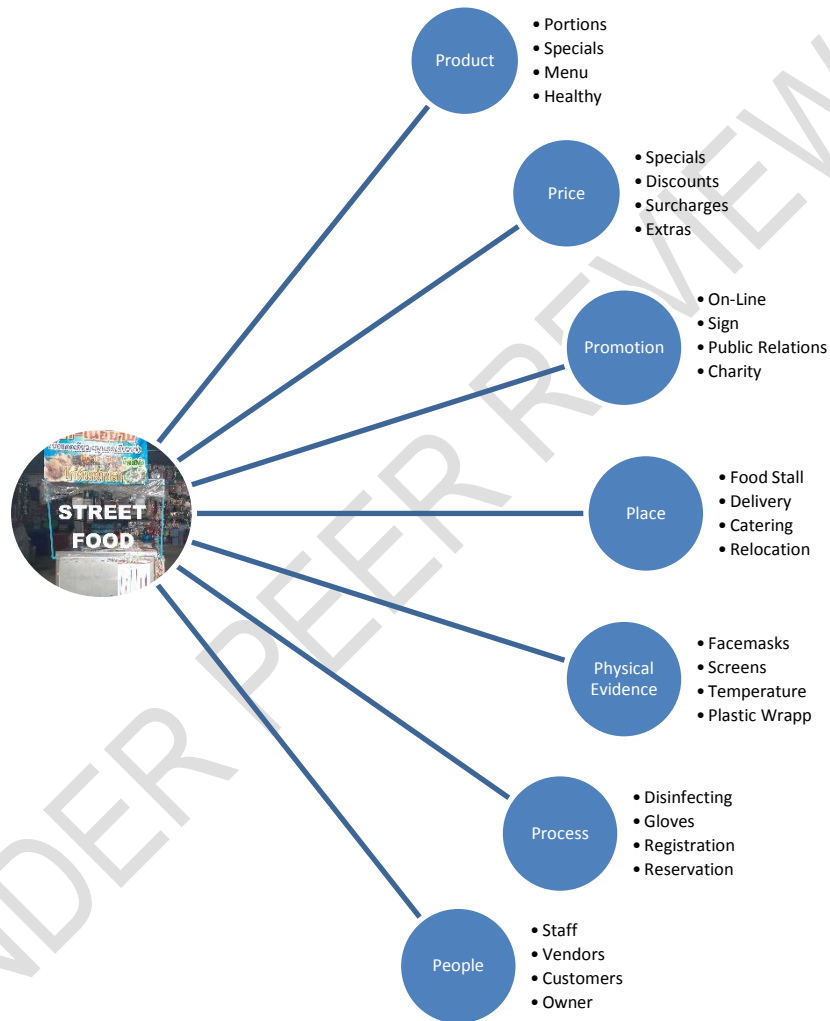 Product
• Portions
• Specials
• Menu
• Healthy
Price
• Specials
• Discounts
• Surcharges
• Extras
Promotion
• On-Line
• Sign
• Public Relations
• Charity
STREET
FOOD
Place
• Food Stall
• Delivery
• Catering
• Relocation
Physical
Evidence
• Facemasks
• Screens
• Temperature
• Plastic Wrapp
Process
• Disinfecting
• Gloves
• Registration
• Reservation
People
• Staff
• Vendors
• Customers
• Owner
NDER PEER REVIEW